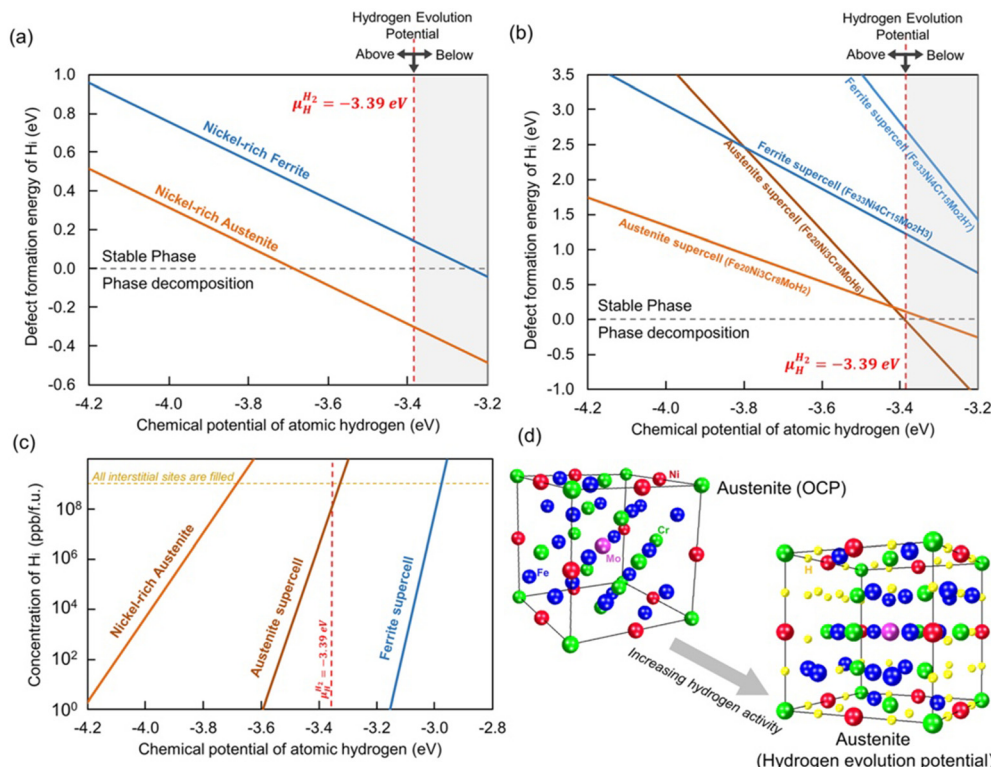 (a)
Hydrogen Evolution
Potential
Above Below
Defect formation energy of Hi (eV)
1.0
0.8
0.6
0.4
0.2
0.0
-0.2
-0.4
-0.6
μ_H^{H2} = −3.39 eV
Nickel-rich Ferrite
Nickel-rich Austenite
Stable Phase
Phase decomposition
-4.2 -4.0 -3.8 -3.6 -3.4 -3.2
Chemical potential of atomic hydrogen (eV)
(b)
Hydrogen Evolution
Potential
Above Below
Defect formation energy of Hi (eV)
3.5
3.0
2.5
2.0
1.5
1.0
0.5
0.0
-0.5
-1.0
Ferrite supercell (Fe33Ni4Cr15Mo2H7)
Ferrite supercell (Fe33Ni4Cr15Mo2H3)
Austenite supercell (Fe20Ni3Cr8MoH6)
Austenite supercell (Fe20Ni3Cr8MoH2)
Stable Phase
Phase decomposition
μ_H^{H2} = −3.39 eV
-4.2 -4.0 -3.8 -3.6 -3.4 -3.2
Chemical potential of atomic hydrogen (eV)
(c)
Concentration of Hi (ppb/f.u.)
10^8
10^6
10^4
10^2
10^0
All interstitial sites are filled
Nickel-rich Austenite
Austenite supercell
μ_H^{H2} = −3.39 eV
Ferrite supercell
-4.2 -4.0 -3.8 -3.6 -3.4 -3.2 -3.0 -2.8
Chemical potential of atomic hydrogen (eV)
(d)
Ni
Austenite (OCP)
Cr
Mo
Fe
H
Increasing hydrogen activity
Austenite
(Hydrogen evolution potential)